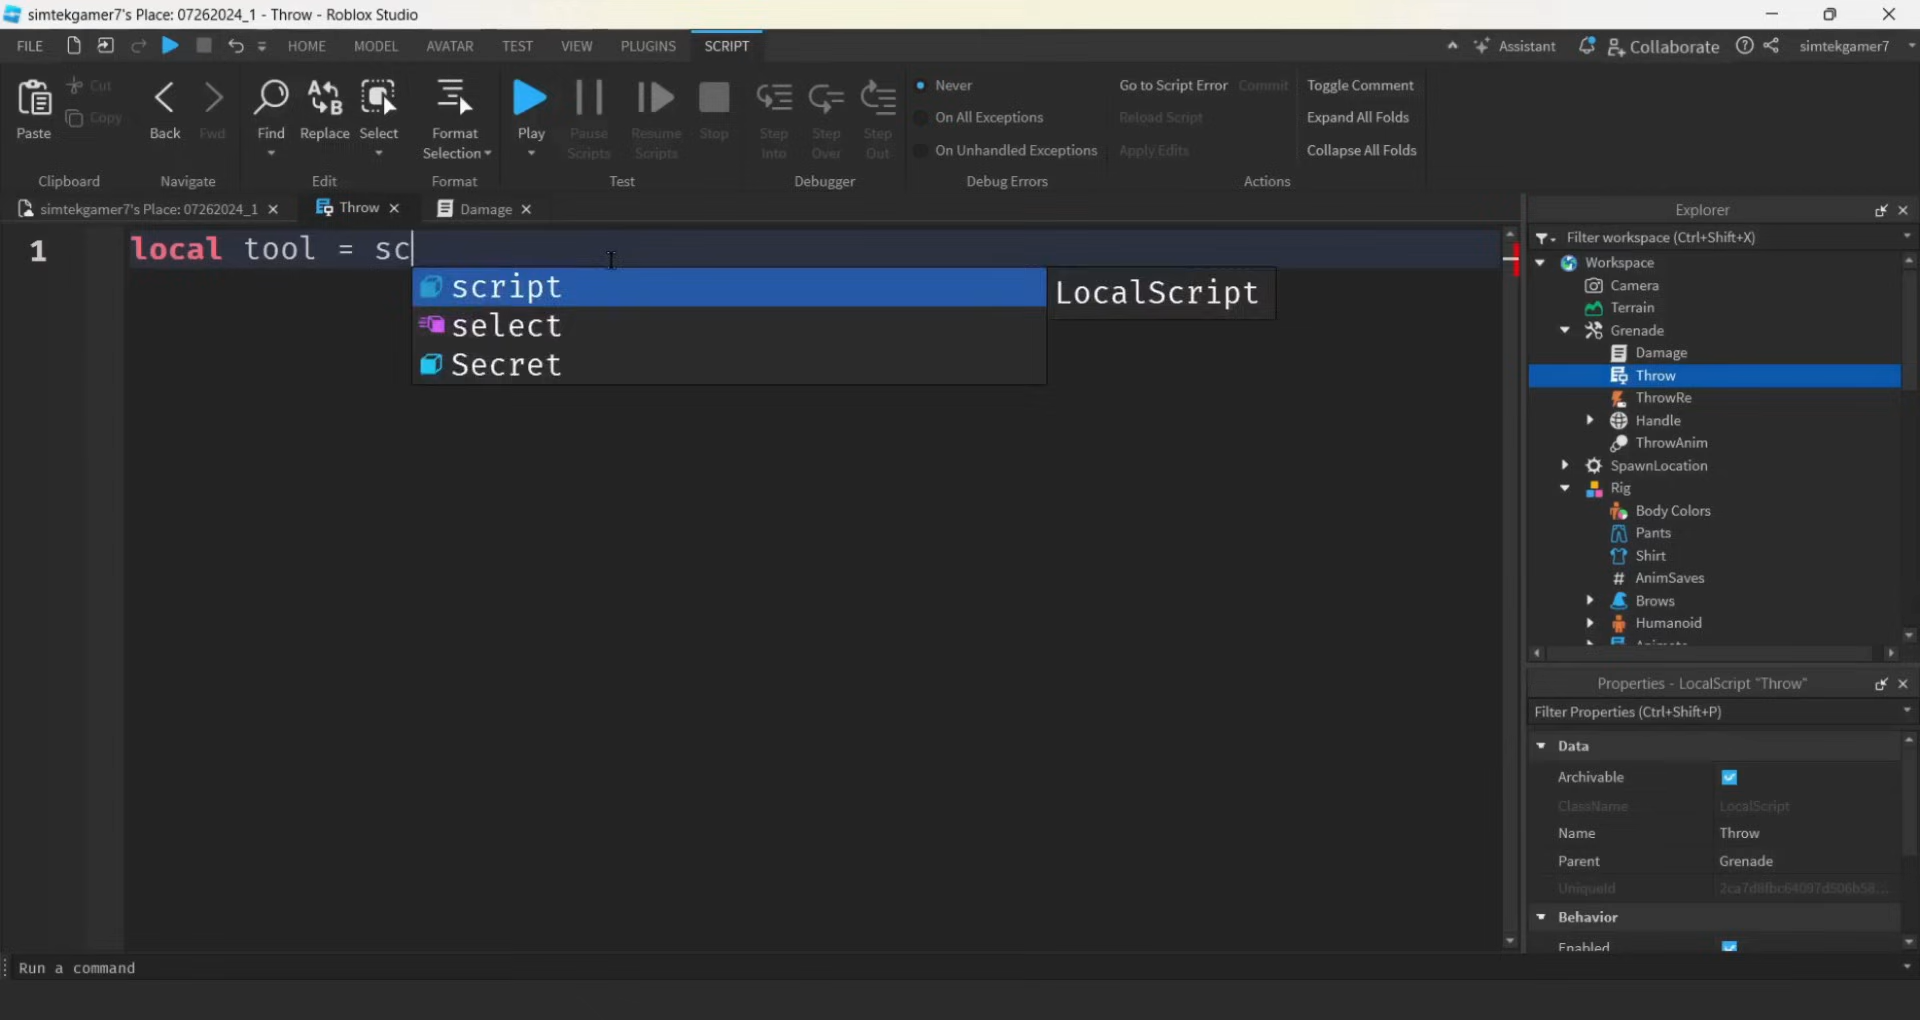 simtekgamer7's Place: 07262024_1 - Throw - Roblox Studio
FILE HOME MODEL AVATAR TEST VIEW PLUGINS SCRIPT Assistant Collaborate simtekgamer7
Paste Cut Copy Back Fwd Find Replace Select Format Selection Play Pause Scripts Resume Scripts Stop Step Into Step Over Step Out
Never
On All Exceptions
On Unhandled Exceptions
Go to Script Error Commit
Reload Script
Apply Edits
Toggle Comment
Expand All Folds
Collapse All Folds
Clipboard Navigate Edit Format Test Debugger Debug Errors Actions
simtekgamer7's Place: 07262024_1 Throw Damage
1 local tool = sc
script LocalScript
select
Secret
Explorer
Filter workspace (Ctrl+Shift+X)
Workspace
Camera
Terrain
Grenade
Damage
Throw
ThrowRe
Handle
ThrowAnim
SpawnLocation
Rig
Body Colors
Pants
Shirt
AnimSaves
Brows
Humanoid
Properties - LocalScript "Throw"
Filter Properties (Ctrl+Shift+P)
Data
Archivable
ClassName LocalScript
Name Throw
Parent Grenade
UniqueId
Behavior
Enabled
Run a command